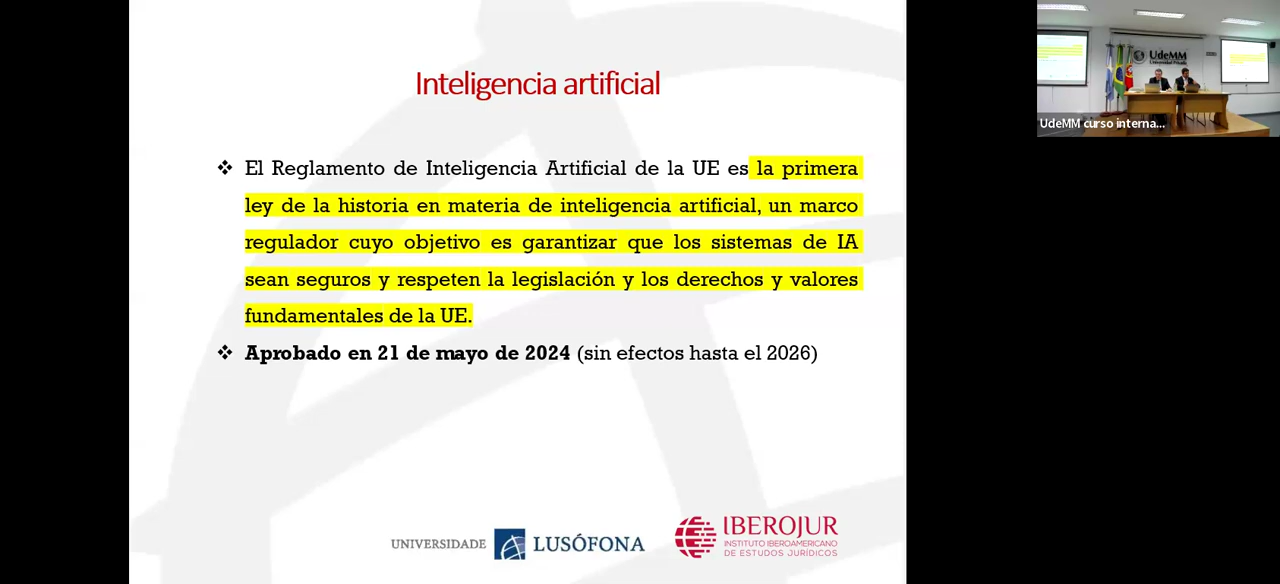 Inteligencia artificial
❖ El Reglamento de Inteligencia Artificial de la UE es la primera
ley de la historia en materia de inteligencia artificial, un marco
regulador cuyo objetivo es garantizar que los sistemas de IA
sean seguros y respeten la legislación y los derechos y valores
fundamentales de la UE.
❖ Aprobado en 21 de mayo de 2024 (sin efectos hasta el 2026)
UNIVERSIDADE LUSÓFONA
IBEROJUR
INSTITUTO IBEROAMERICANO
DE ESTUDOS JURÍDICOS
UdeMM
Universidad Privada
UdeMM curso interna...